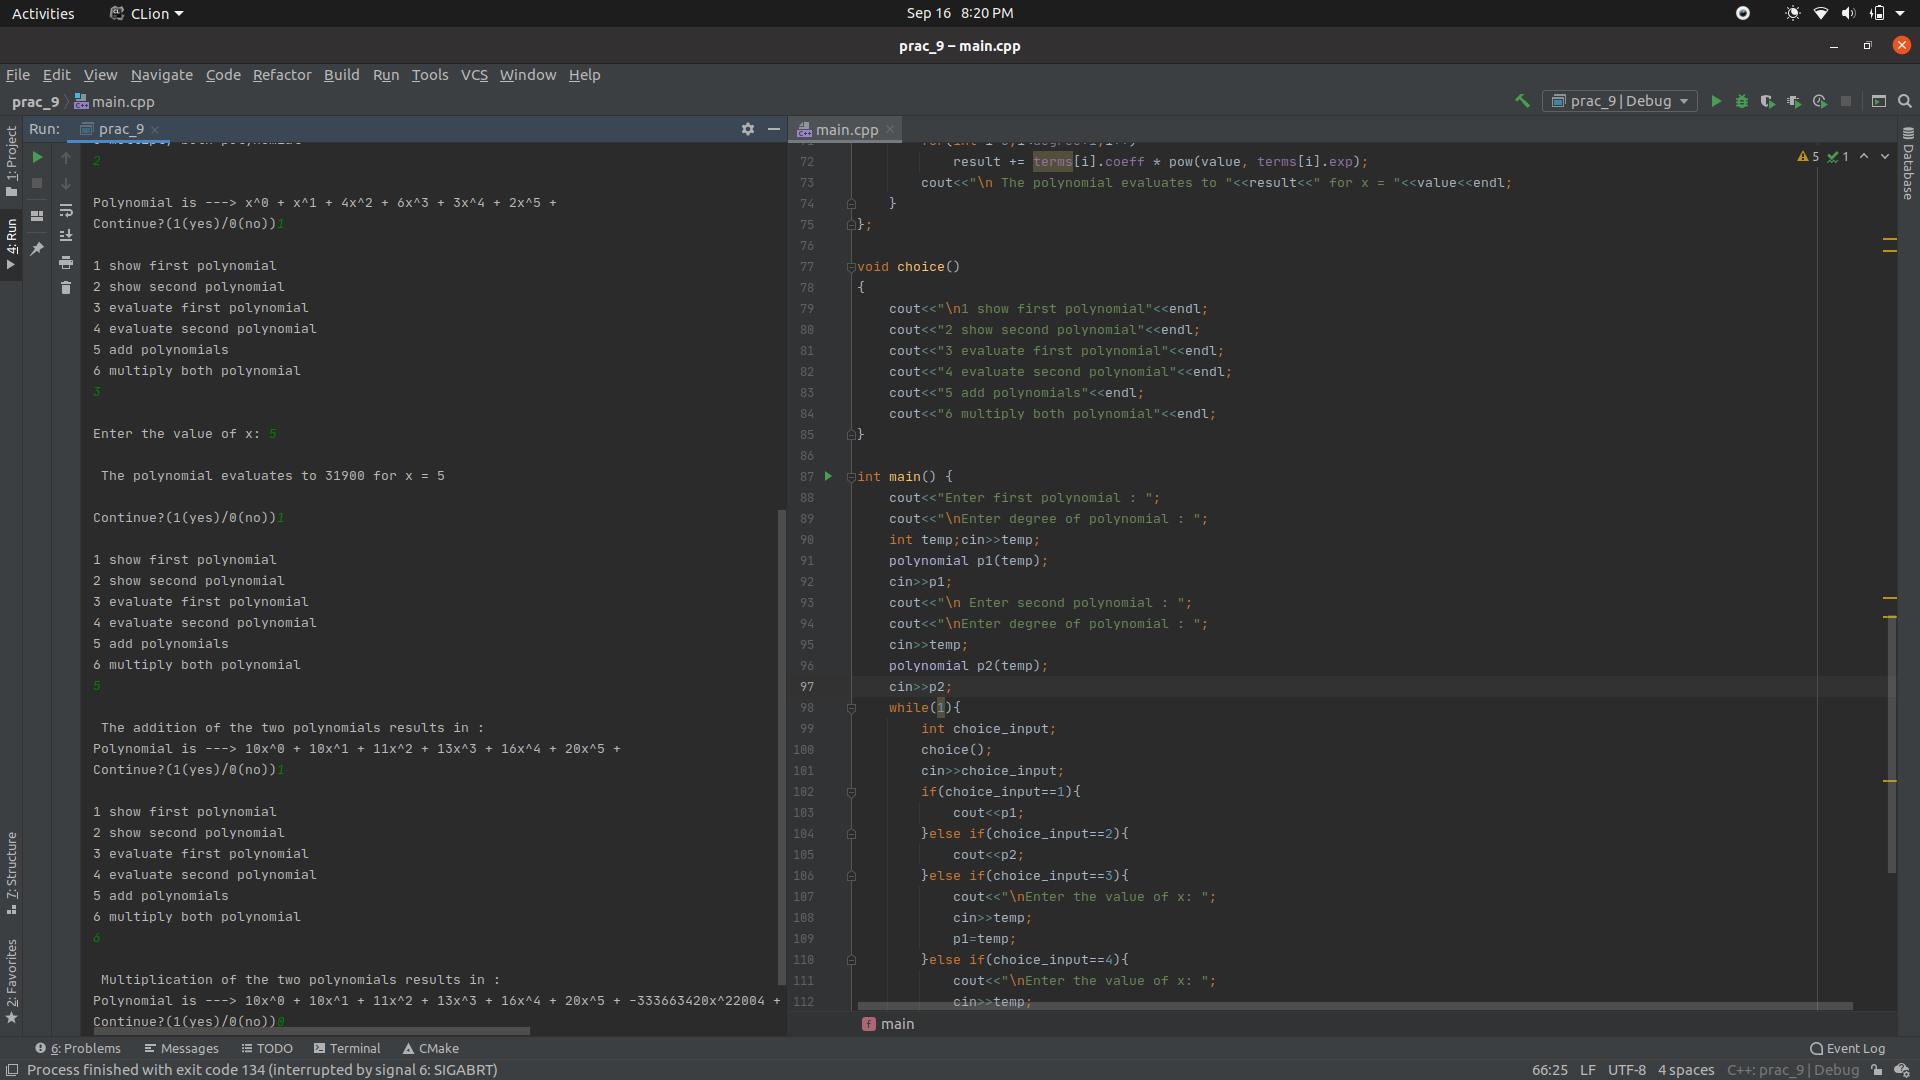 Activities
CLion
Sep 16 8:20 PM
prac_9 – main.cpp
File Edit View Navigate Code Refactor Build Run Tools VCS Window Help
prac_9 main.cpp
prac_9 | Debug
Run: prac_9
1: Project
4: Run
7: Structure
2: Favorites
2
Polynomial is ---> x^0 + x^1 + 4x^2 + 6x^3 + 3x^4 + 2x^5 +
Continue?(1(yes)/0(no))1
1 show first polynomial
2 show second polynomial
3 evaluate first polynomial
4 evaluate second polynomial
5 add polynomials
6 multiply both polynomial
3
Enter the value of x: 5
The polynomial evaluates to 31900 for x = 5
Continue?(1(yes)/0(no))1
1 show first polynomial
2 show second polynomial
3 evaluate first polynomial
4 evaluate second polynomial
5 add polynomials
6 multiply both polynomial
5
The addition of the two polynomials results in :
Polynomial is ---> 10x^0 + 10x^1 + 11x^2 + 13x^3 + 16x^4 + 20x^5 +
Continue?(1(yes)/0(no))1
1 show first polynomial
2 show second polynomial
3 evaluate first polynomial
4 evaluate second polynomial
5 add polynomials
6 multiply both polynomial
6
Multiplication of the two polynomials results in :
Polynomial is ---> 10x^0 + 10x^1 + 11x^2 + 13x^3 + 16x^4 + 20x^5 + -333663420x^22004 +
Continue?(1(yes)/0(no))0
main.cpp
5 1
72 result += terms[i].coeff * pow(value, terms[i].exp);
73 cout<<"\n The polynomial evaluates to "<<result<<" for x = "<<value<<endl;
74 }
75 };
76
77 void choice()
78 {
79 cout<<"\n1 show first polynomial"<<endl;
80 cout<<"2 show second polynomial"<<endl;
81 cout<<"3 evaluate first polynomial"<<endl;
82 cout<<"4 evaluate second polynomial"<<endl;
83 cout<<"5 add polynomials"<<endl;
84 cout<<"6 multiply both polynomial"<<endl;
85 }
86
87 int main() {
88 cout<<"Enter first polynomial : ";
89 cout<<"\nEnter degree of polynomial : ";
90 int temp;cin>>temp;
91 polynomial p1(temp);
92 cin>>p1;
93 cout<<"\n Enter second polynomial : ";
94 cout<<"\nEnter degree of polynomial : ";
95 cin>>temp;
96 polynomial p2(temp);
97 cin>>p2;
98 while(1){
99 int choice_input;
100 choice();
101 cin>>choice_input;
102 if(choice_input==1){
103 cout<<p1;
104 }else if(choice_input==2){
105 cout<<p2;
106 }else if(choice_input==3){
107 cout<<"\nEnter the value of x: ";
108 cin>>temp;
109 p1=temp;
110 }else if(choice_input==4){
111 cout<<"\nEnter the value of x: ";
112 cin>>temp;
f main
Database
6: Problems Messages TODO Terminal CMake
Event Log
Process finished with exit code 134 (interrupted by signal 6: SIGABRT)
66:25 LF UTF-8 4 spaces C++: prac_9 | Debug